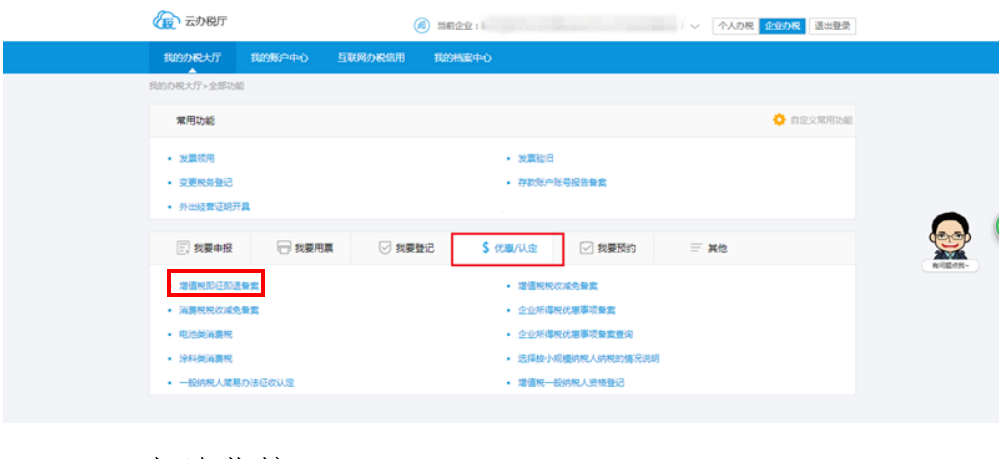 云办税厅
当前企业：
个人办税 企业办税 退出登录
我的办税大厅 我的账户中心 互联网办税信用 我的档案中心
我的办税大厅>全部功能
常用功能 自定义常用功能
• 发票领用 • 发票验旧
• 变更税务登记 • 存款账户账号报告备案
• 外出经营证明开具
我要申报 我要用票 我要登记 $ 优惠/认定 我要预约 其他
增值税即征即退备案 • 增值税税收减免备案
• 消费税税收减免备案 • 企业所得税优惠事项备案
• 电池类消费税 • 企业所得税优惠事项备案查询
• 涂料类消费税 • 选择按小规模纳税人纳税的情况说明
• 一般纳税人简易办法征收认定 • 增值税一般纳税人资格登记
有问题点我~